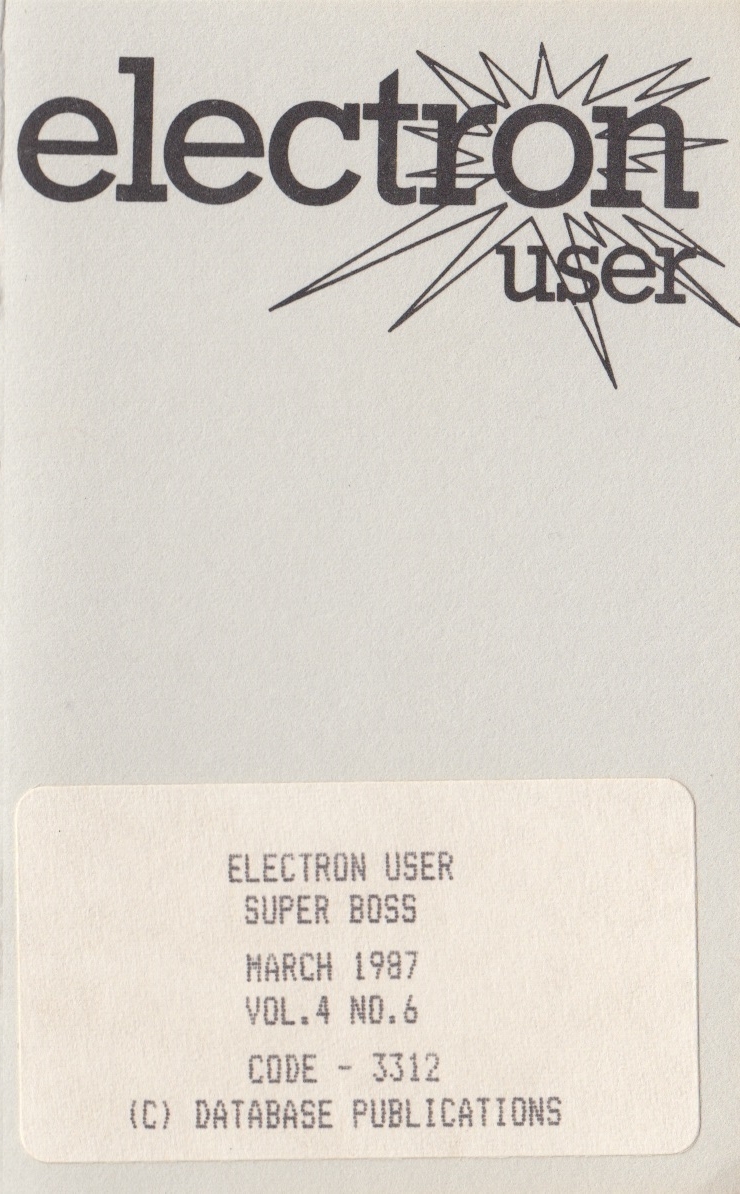 electron
user
ELECTRON USER
SUPER BOSS
MARCH 1987
VOL.4 NO.6
CODE - 3312
(C) DATABASE PUBLICATIONS